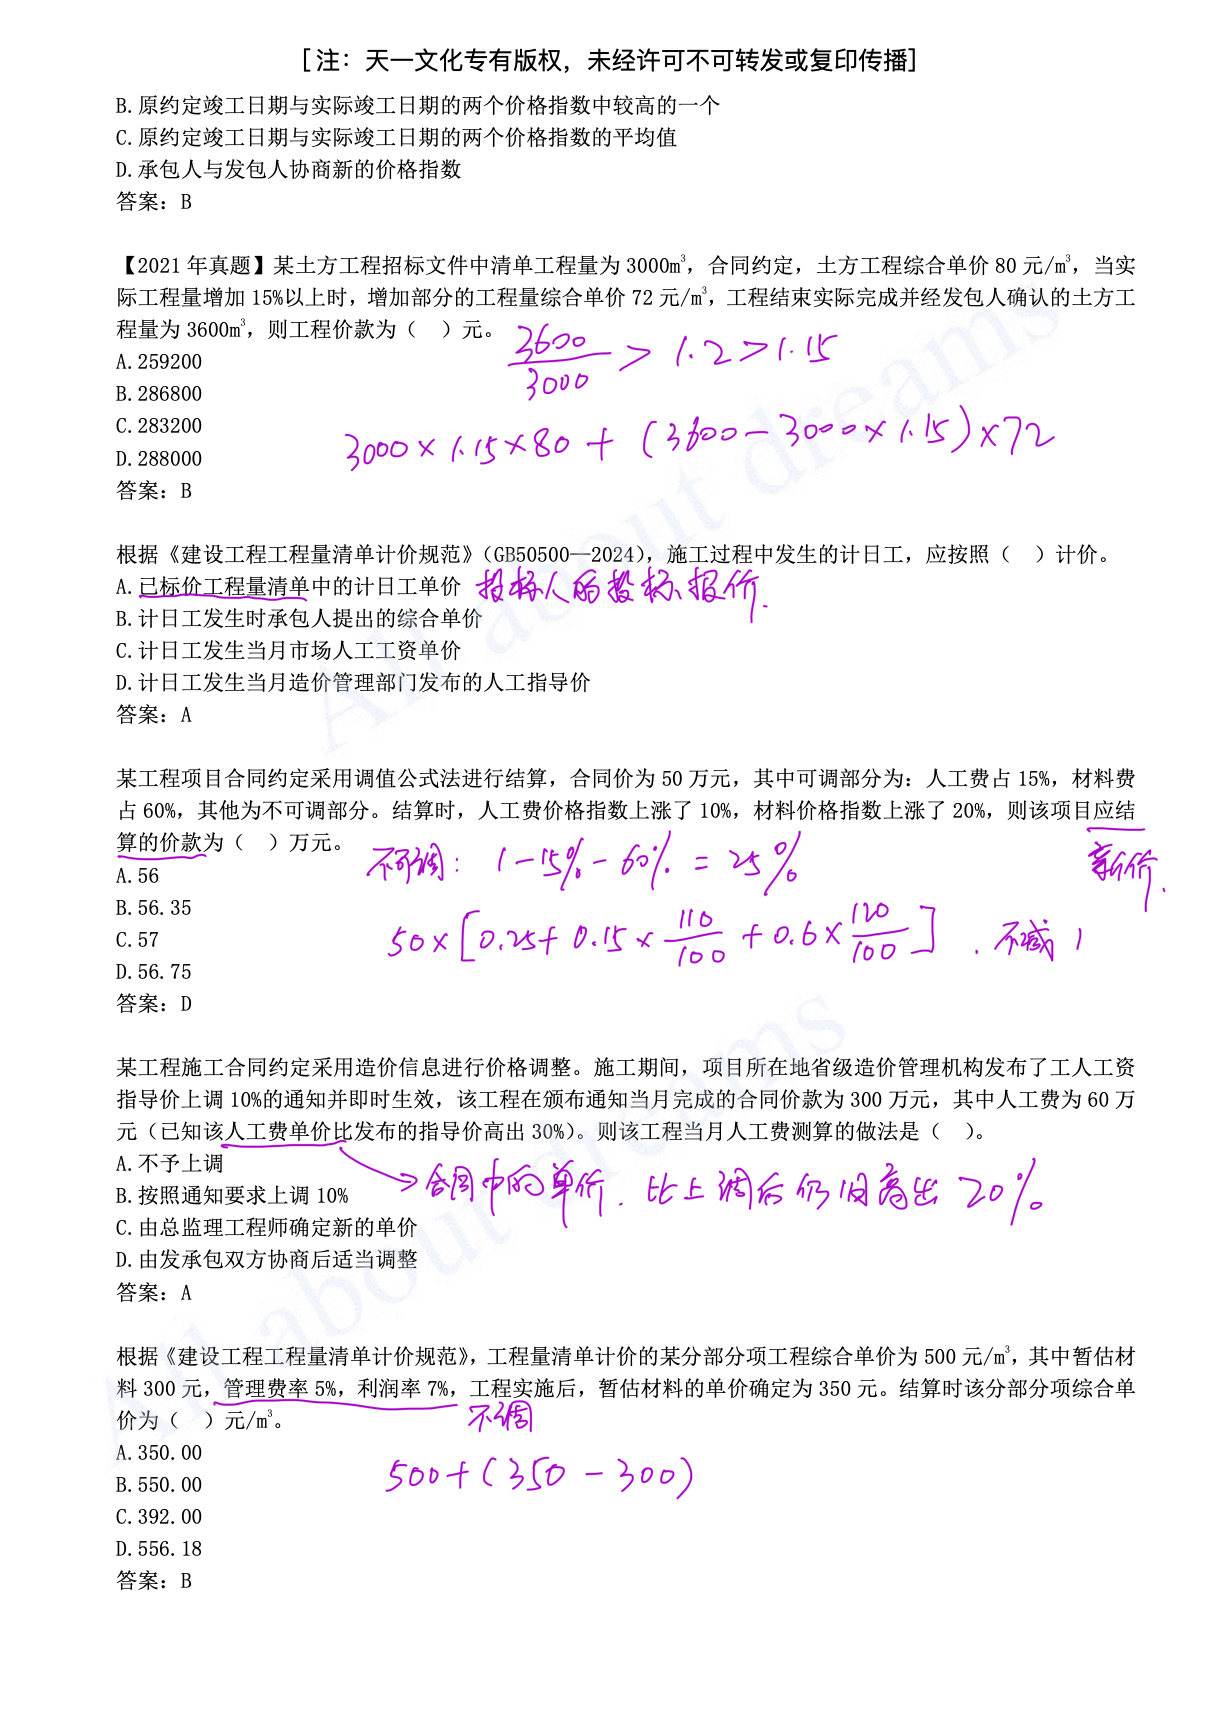 [注：天一文化专有版权，未经许可不可转发或复印传播]
B.原约定竣工日期与实际竣工日期的两个价格指数中较高的一个
C.原约定竣工日期与实际竣工日期的两个价格指数的平均值
D.承包人与发包人协商新的价格指数
答案：B
【2021年真题】某土方工程招标文件中清单工程量为3000m³，合同约定，土方工程综合单价80元/m³，当实
际工程量增加15%以上时，增加部分的工程量综合单价72元/m³，工程结束实际完成并经发包人确认的土方工
程量为3600m³，则工程价款为（ ）元。
3600/3000 > 1.2 > 1.15
A.259200
B.286800
C.283200
3000×1.15×80+(3600-3000×1.15)×72
D.288000
答案：B
根据《建设工程工程量清单计价规范》（GB50500—2024），施工过程中发生的计日工，应按照（ ）计价。
A.已标价工程量清单中的计日工单价 投标人的投标报价.
B.计日工发生时承包人提出的综合单价
C.计日工发生当月市场人工工资单价
D.计日工发生当月造价管理部门发布的人工指导价
答案：A
某工程项目合同约定采用调值公式法进行结算，合同价为50万元，其中可调部分为：人工费占15%，材料费
占60%，其他为不可调部分。结算时，人工费价格指数上涨了10%，材料价格指数上涨了20%，则该项目应结
算的价款为（ ）万元。
不可调：1-15%-60%=25% 新价.
A.56
B.56.35
C.57
50×[0.25+0.15×110/100+0.6×120/100]. 不减1
D.56.75
答案：D
某工程施工合同约定采用造价信息进行价格调整。施工期间，项目所在地省级造价管理机构发布了工人工资
指导价上调10%的通知并即时生效，该工程在颁布通知当月完成的合同价款为300万元，其中人工费为60万
元（已知该人工费单价比发布的指导价高出30%）。则该工程当月人工费测算的做法是（ ）。
A.不予上调
合同中的单价. 比上调后仍旧高出20%
B.按照通知要求上调10%
C.由总监理工程师确定新的单价
D.由发承包双方协商后适当调整
答案：A
根据《建设工程工程量清单计价规范》，工程量清单计价的某分部分项工程综合单价为500元/m³，其中暂估材
料300元，管理费率5%，利润率7%，工程实施后，暂估材料的单价确定为350元。结算时该分部分项综合单
价为（ ）元/m³。 不调
A.350.00
500+(350-300)
B.550.00
C.392.00
D.556.18
答案：B
All about dreams
All about dreams